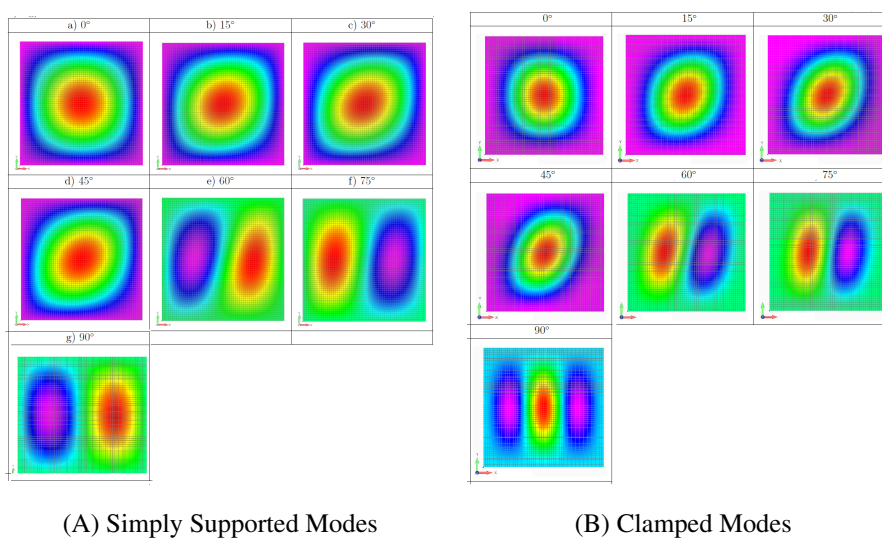 a) 0° b) 15° c) 30°
d) 45° e) 60° f) 75°
g) 90°
0° 15° 30°
45° 60° 75°
90°
(A) Simply Supported Modes
(B) Clamped Modes